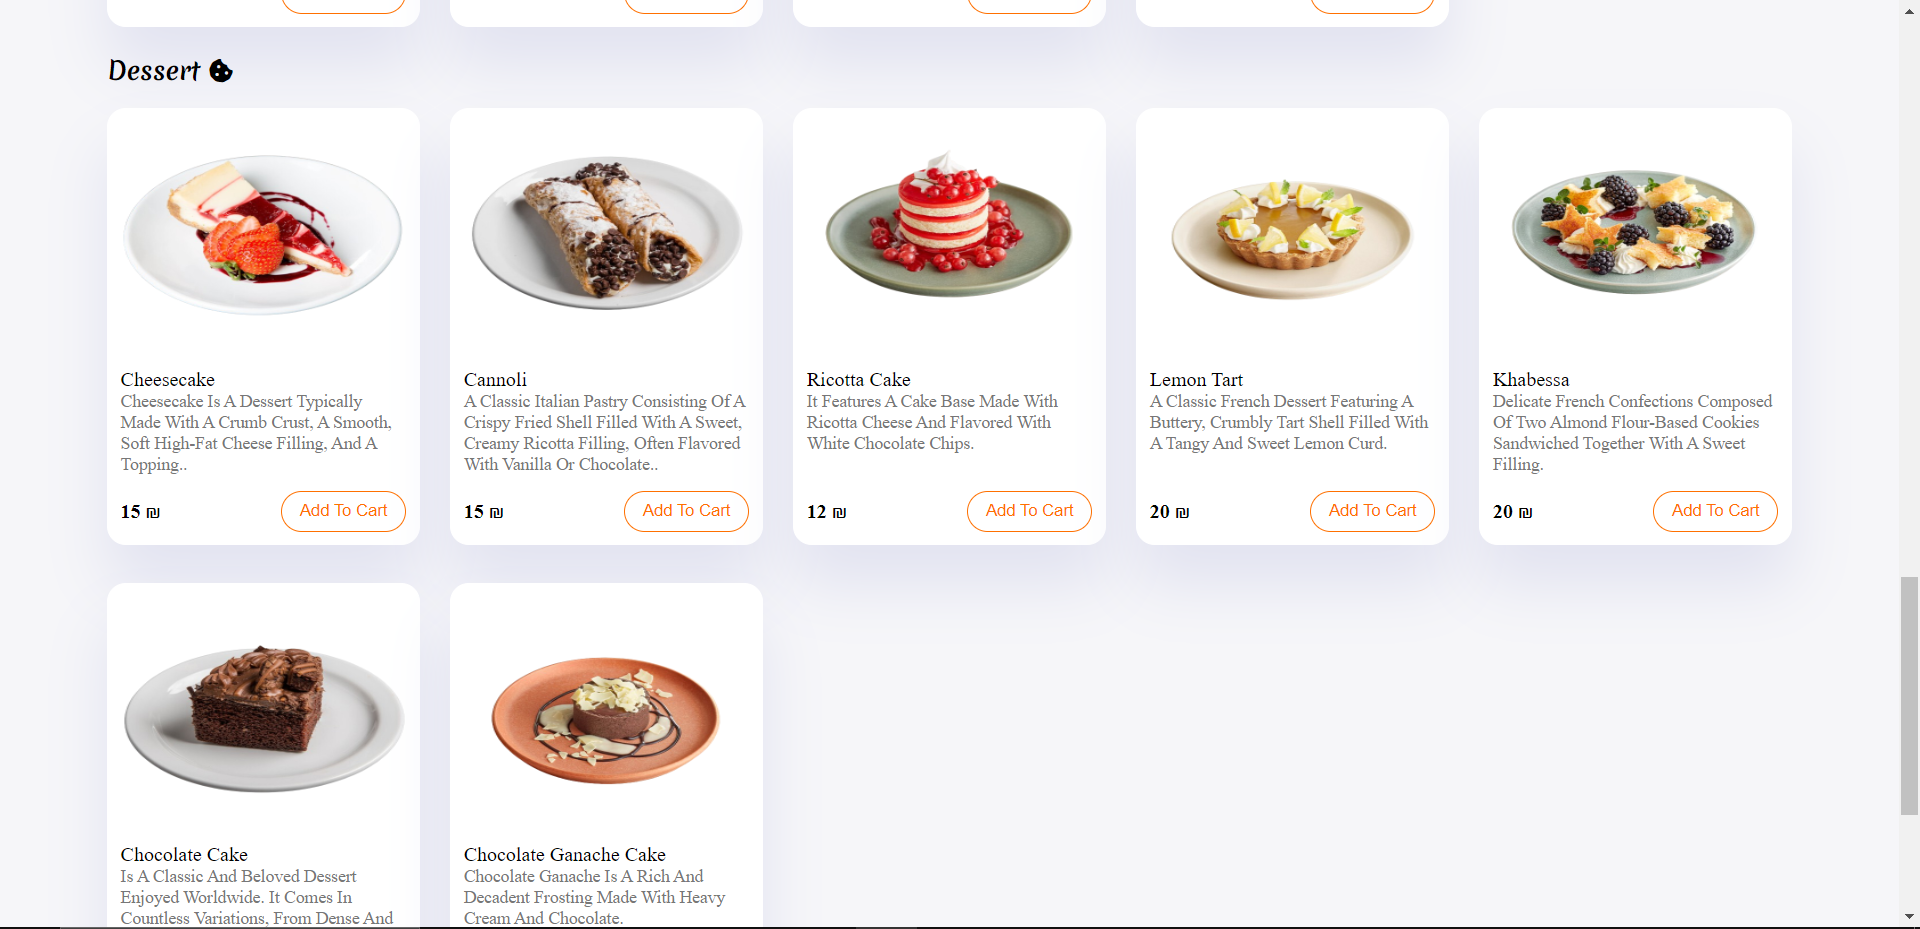 Dessert
Cheesecake
Cheesecake Is A Dessert Typically
Made With A Crumb Crust, A Smooth,
Soft High-Fat Cheese Filling, And A
Topping..
15 ₪
Add To Cart
Cannoli
A Classic Italian Pastry Consisting Of A
Crispy Fried Shell Filled With A Sweet,
Creamy Ricotta Filling, Often Flavored
With Vanilla Or Chocolate..
15 ₪
Add To Cart
Ricotta Cake
It Features A Cake Base Made With
Ricotta Cheese And Flavored With
White Chocolate Chips.
12 ₪
Add To Cart
Lemon Tart
A Classic French Dessert Featuring A
Buttery, Crumbly Tart Shell Filled With
A Tangy And Sweet Lemon Curd.
20 ₪
Add To Cart
Khabessa
Delicate French Confections Composed
Of Two Almond Flour-Based Cookies
Sandwiched Together With A Sweet
Filling.
20 ₪
Add To Cart
Chocolate Cake
Is A Classic And Beloved Dessert
Enjoyed Worldwide. It Comes In
Countless Variations, From Dense And
Chocolate Ganache Cake
Chocolate Ganache Is A Rich And
Decadent Frosting Made With Heavy
Cream And Chocolate.